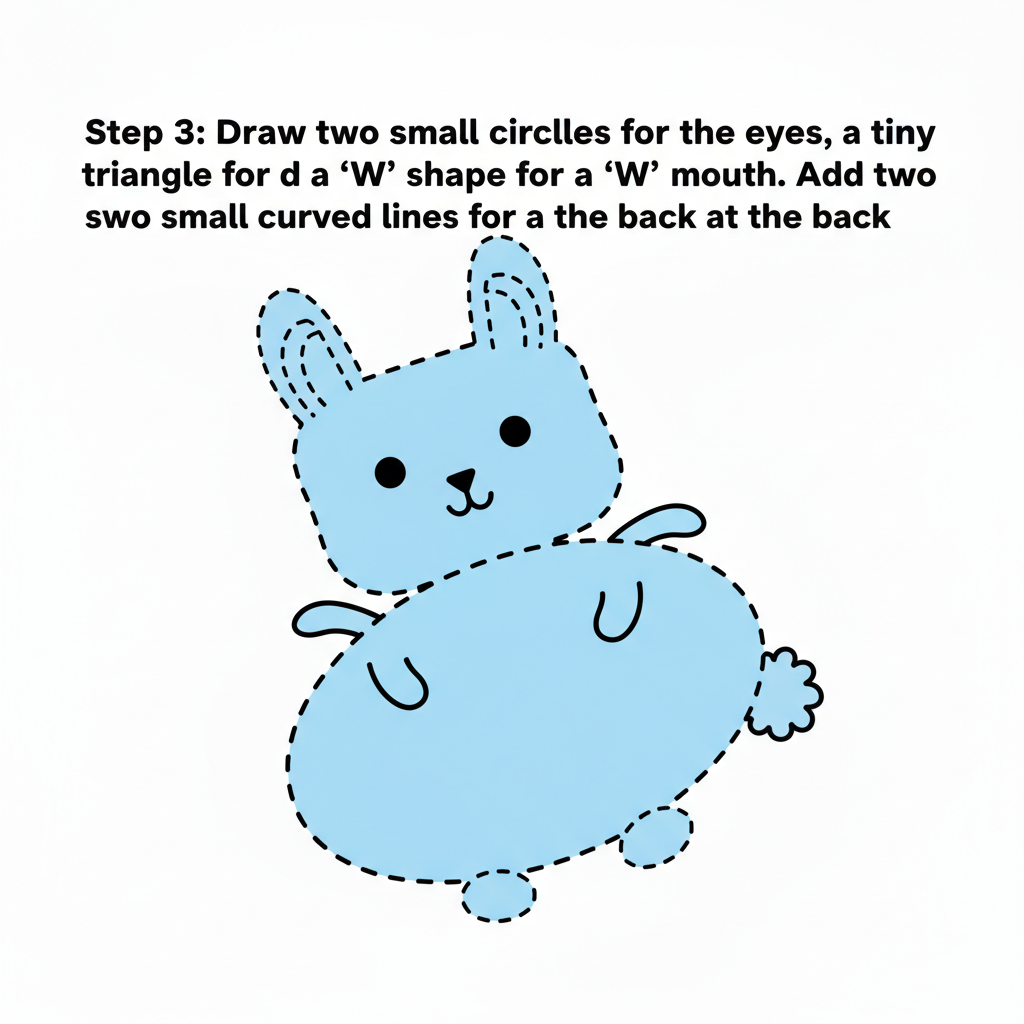 Step 3: Draw two small circlles for the eyes, a tiny
triangle for d a ‘W’ shape for a ‘W’ mouth. Add two
swo small curved lines for a the back at the back